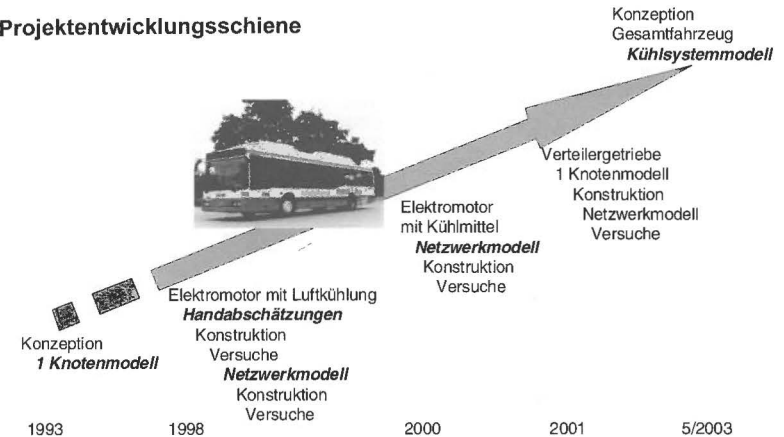 Projektentwicklungsschiene
Konzeption
Gesamtfahrzeug
Kühlsystemmodell
Verteilergetriebe
1 Knotenmodell
Konstruktion
Netzwerkmodell
Versuche
Elektromotor
mit Kühlmittel
Netzwerkmodell
Konstruktion
Versuche
Elektromotor mit Luftkühlung
Handabschätzungen
Konstruktion
Versuche
Netzwerkmodell
Konstruktion
Versuche
Konzeption
1 Knotenmodell
1993
1998
2000
2001
5/2003